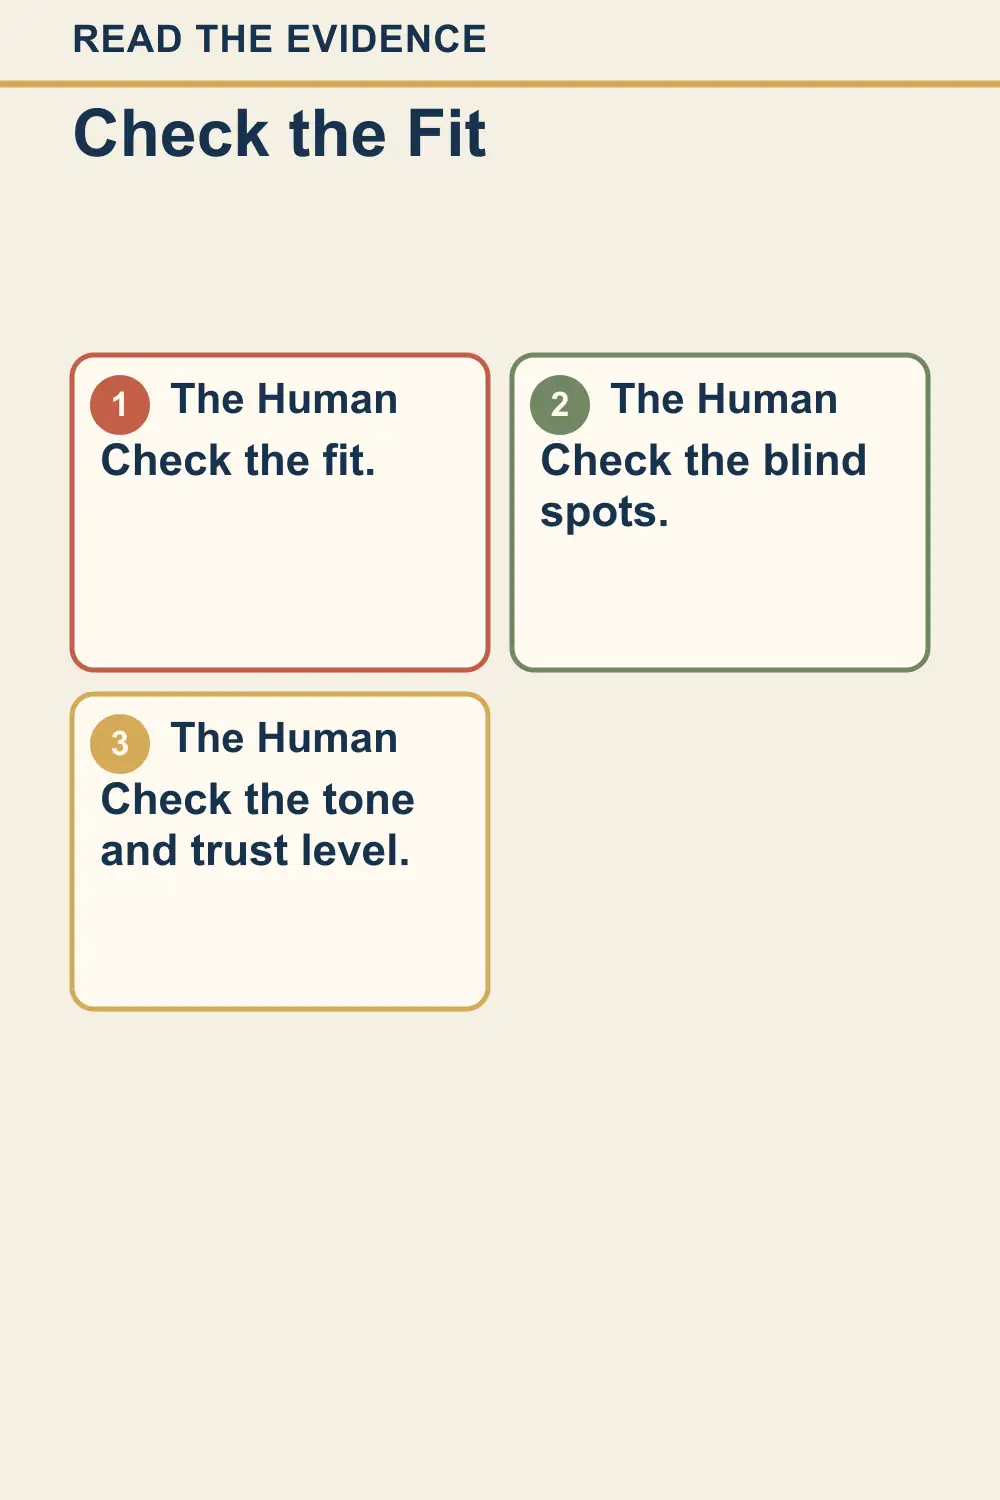 READ THE EVIDENCE
Check the Fit
1 The Human
Check the fit.
2 The Human
Check the blind
spots.
3 The Human
Check the tone
and trust level.